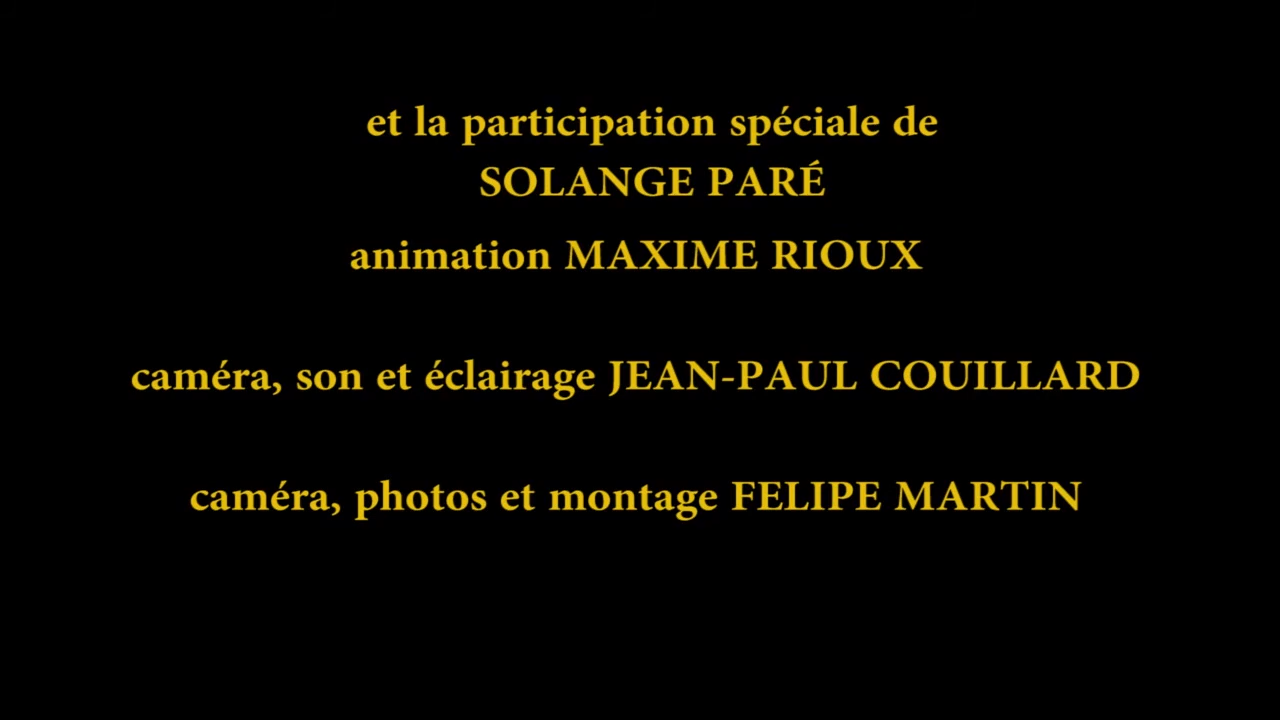 et la participation spéciale de
SOLANGE PARÉ
animation MAXIME RIOUX
caméra, son et éclairage JEAN-PAUL COUILLARD
caméra, photos et montage FELIPE MARTIN